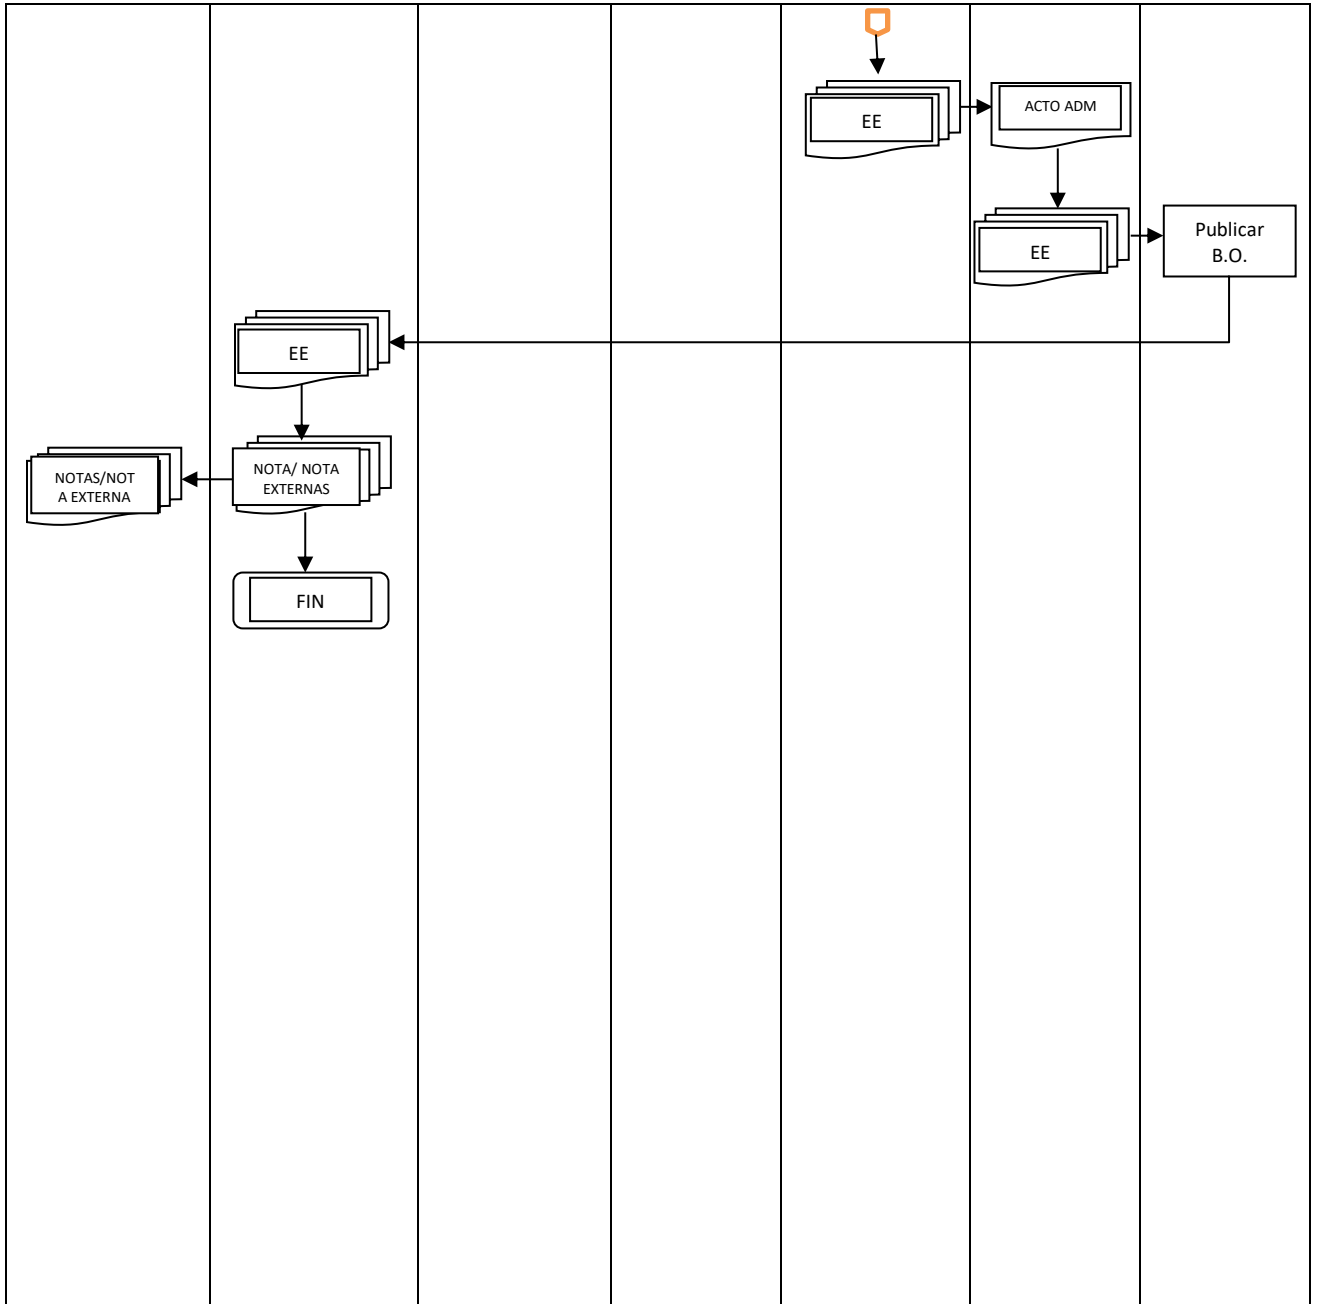 EE
ACTO ADM
EE
Publicar
B.O.
EE
NOTA/ NOTA
EXTERNAS
NOTAS/NOT
A EXTERNA
FIN